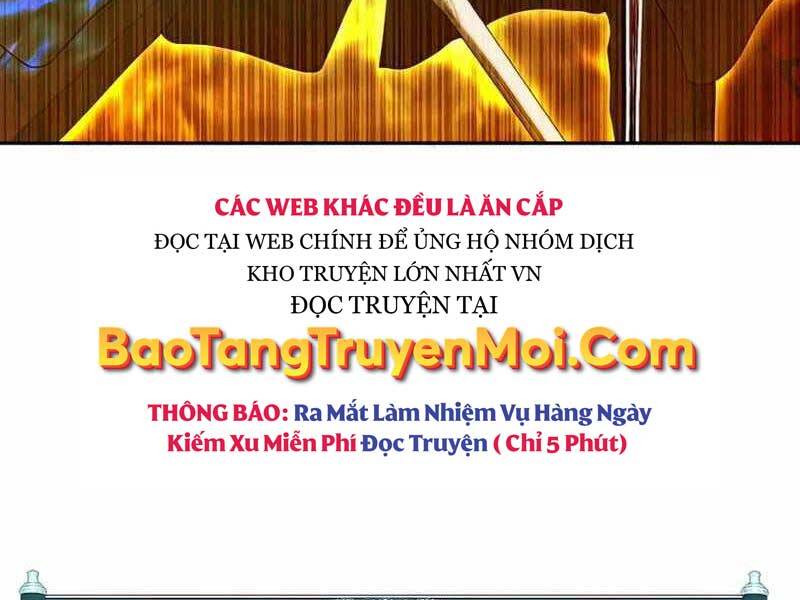 CÁC WEB KHÁC ĐỀU LÀ ĂN CẮP
ĐỌC TẠI WEB CHÍNH ĐỂ ỦNG HỘ NHÓM DỊCH
KHO TRUYỆN LỚN NHẤT VN
ĐỌC TRUYỆN TẠI
BaoTangTruyenMoi.Com
THÔNG BÁO: Ra Mắt Làm Nhiệm Vụ Hàng Ngày
Kiếm Xu Miễn Phí Đọc Truyện ( Chỉ 5 Phút)